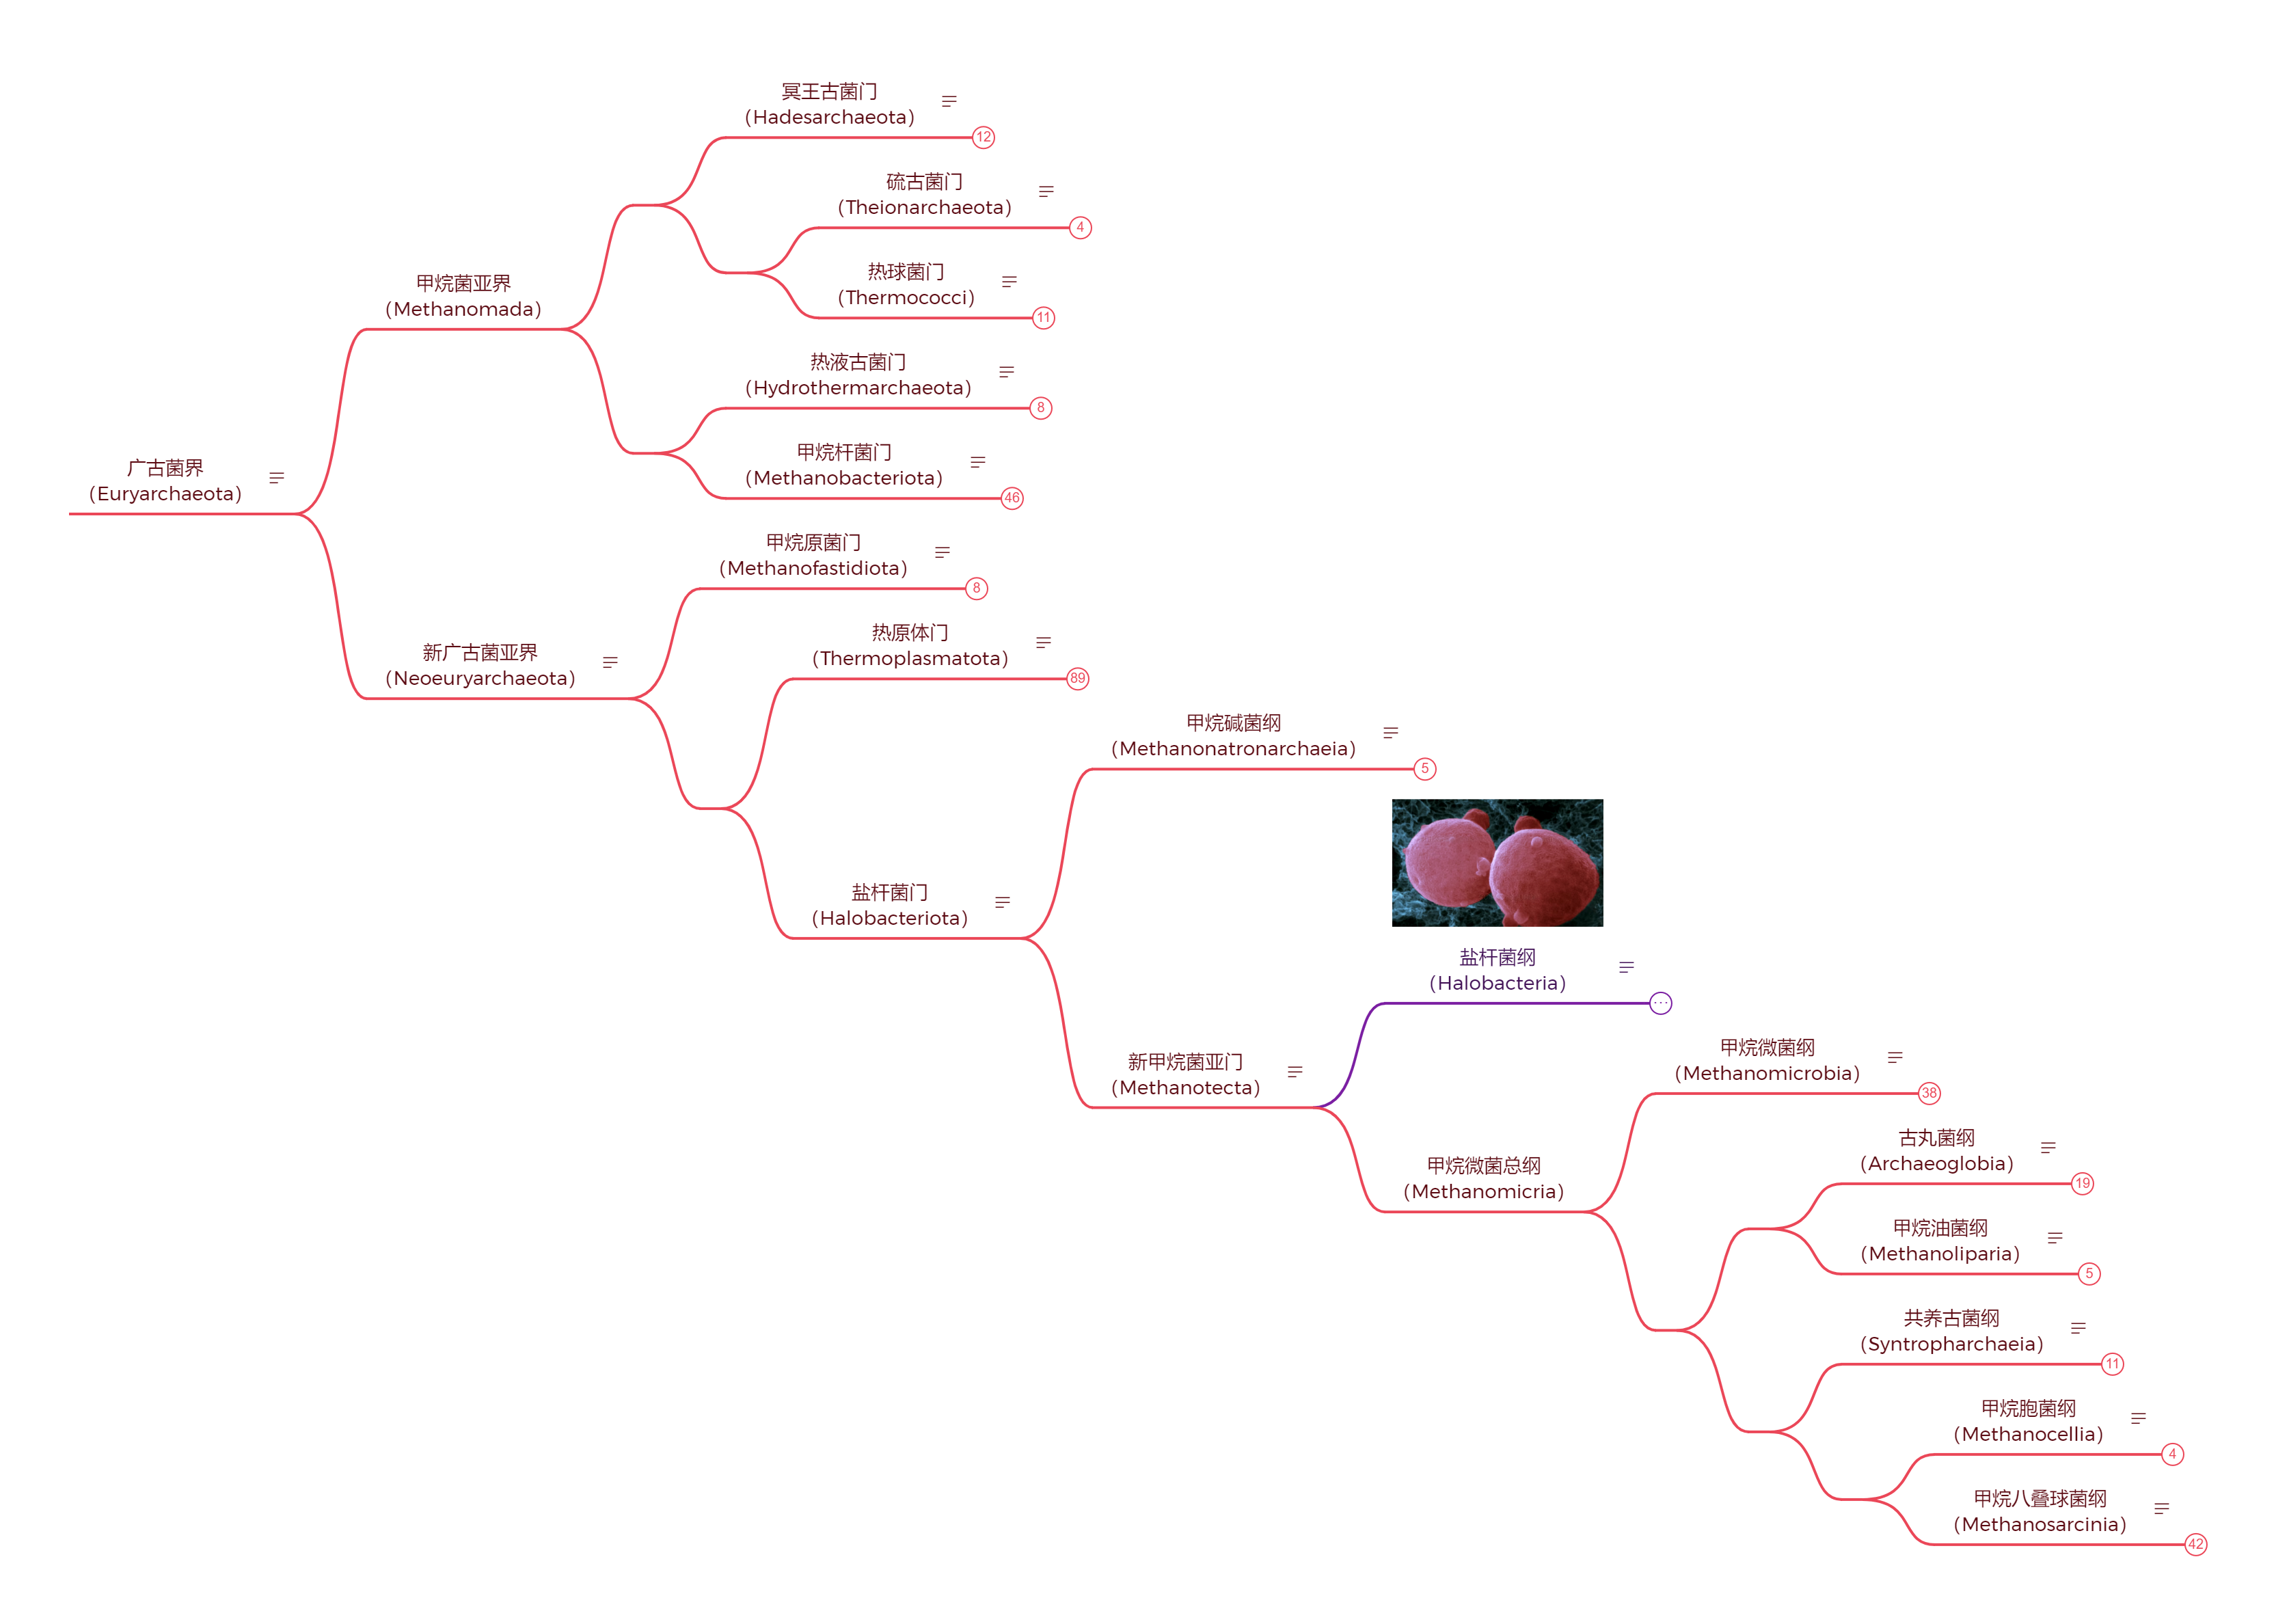 冥王古菌门
(Hadesarchaeota)
12
硫古菌门
(Theionarchaeota)
4
热球菌门
(Thermococci)
11
甲烷菌亚界
(Methanomada)
热液古菌门
(Hydrothermarchaeota)
8
甲烷杆菌门
(Methanobacteriota)
46
广古菌界
(Euryarchaeota)
甲烷原菌门
(Methanofastidiota)
8
热原体门
(Thermoplasmatota)
89
新广古菌亚界
(Neoeuryarchaeota)
甲烷碱菌纲
(Methanonatronarchaeia)
5
盐杆菌门
(Halobacteriota)
盐杆菌纲
(Halobacteria)
...
新甲烷菌亚门
(Methanotecta)
甲烷微菌纲
(Methanomicrobia)
38
古丸菌纲
(Archaeoglobia)
19
甲烷微菌总纲
(Methanomicria)
甲烷油菌纲
(Methanoliparia)
5
共养古菌纲
(Syntropharchaeia)
11
甲烷胞菌纲
(Methanocellia)
4
甲烷八叠球菌纲
(Methanosarcinia)
42